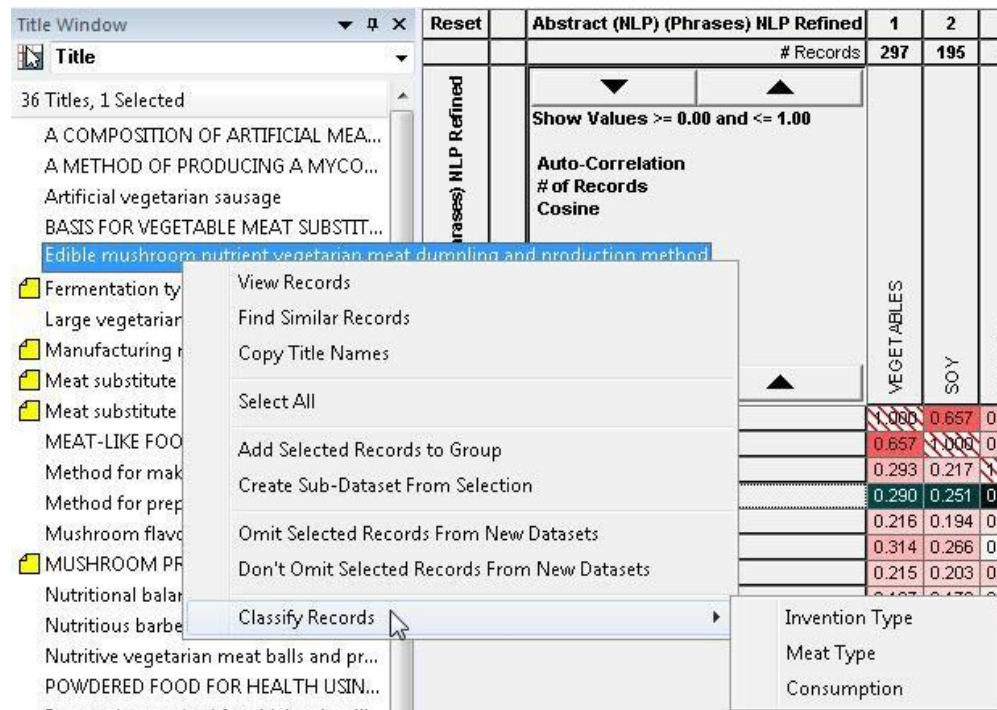 Title Window
Title
36 Titles, 1 Selected
A COMPOSITION OF ARTIFICIAL MEA...
A METHOD OF PRODUCING A MYCO...
Artificial vegetarian sausage
BASIS FOR VEGETABLE MEAT SUBSTIT...
Edible mushroom nutrient vegetarian meat dumpling and production method
Fermentation ty
Large vegetarian
Manufacturing
Meat substitute
Meat substitute
MEAT-LIKE FOO
Method for mak
Method for prep
Mushroom flavo
MUSHROOM PR
Nutritional balan
Nutritious barbe
Nutritive vegetarian meat balls and pr...
POWDERED FOOD FOR HEALTH USIN...
View Records
Find Similar Records
Copy Title Names
Select All
Add Selected Records to Group
Create Sub-Dataset From Selection
Omit Selected Records From New Datasets
Don't Omit Selected Records From New Datasets
Classify Records
Invention Type
Meat Type
Consumption
Reset Abstract (NLP) (Phrases) NLP Refined 1 2
# Records 297 195
rases) NLP Refined
Show Values >= 0.00 and <= 1.00
Auto-Correlation
# of Records
Cosine
VEGETABLES
SOY
1.000 0.657 0
0.657 1.000 0
0.293 0.217
0.290 0.251 0
0.216 0.194 0
0.314 0.266 0
0.215 0.203 0